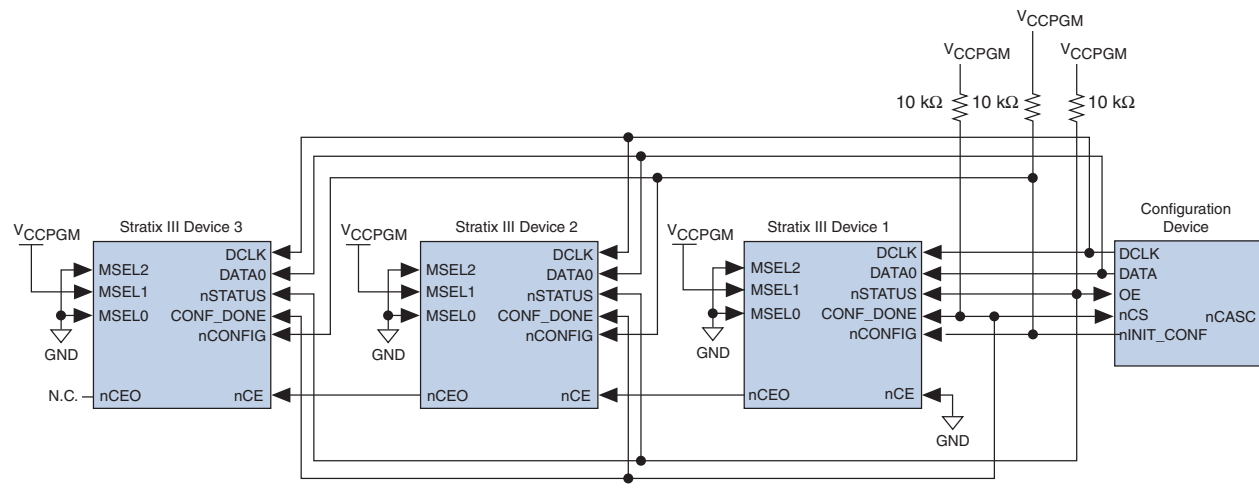 VCCPGM
VCCPGM
VCCPGM
10 kΩ
10 kΩ
10 kΩ
Stratix III Device 3
VCCPGM
MSEL2
MSEL1
MSEL0
GND
DCLK
DATA0
nSTATUS
CONF_DONE
nCONFIG
N.C.
nCEO
nCE
Stratix III Device 2
VCCPGM
MSEL2
MSEL1
MSEL0
GND
DCLK
DATA0
nSTATUS
CONF_DONE
nCONFIG
nCEO
nCE
Stratix III Device 1
VCCPGM
MSEL2
MSEL1
MSEL0
GND
DCLK
DATA0
nSTATUS
CONF_DONE
nCONFIG
nCEO
nCE
GND
Configuration
Device
DCLK
DATA
OE
nCS
nCASC
nINIT_CONF